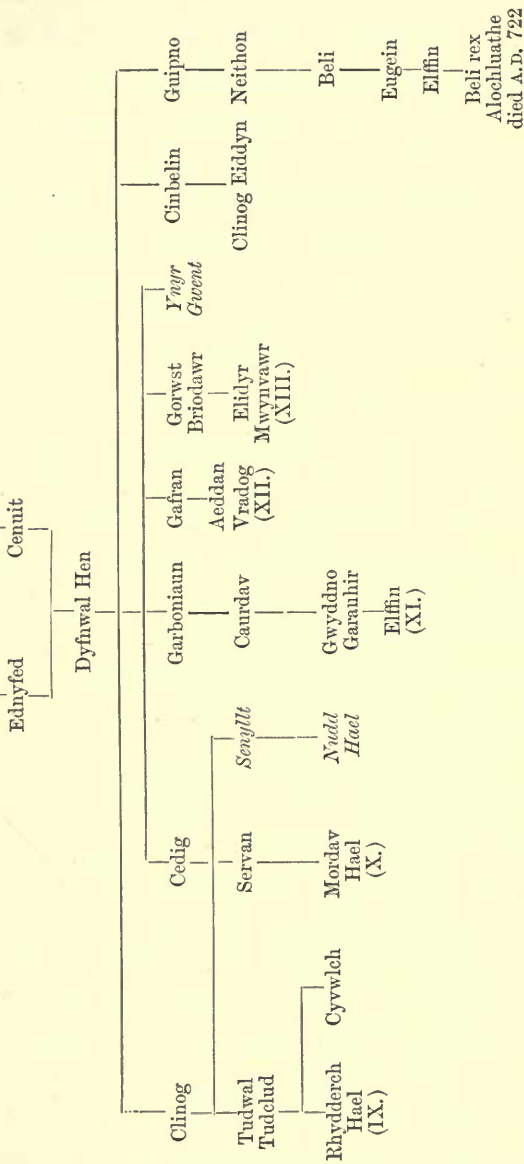 Ednyfed Cenuit
Dyfnwal Hen
Clinog Cedig Garboniaun Gafran Gorwst Briodawr Ynyr Gwent Cinbelin Guipno
Tudwal Tudclud Servan Senyllt Caurdav Aeddan Vradog (XII.) Elidyr Mwynvawr (XIII.) Clinog Eiddyn Neithon
Rhydderch Hael (IX.) Cyvwlch Mordav Hael (X.) Nudd Hael Gwyddno Garauhir Beli
Elffin (XI.) Eugein
Elffin
Beli rex
Alochluathe
died A.D. 722